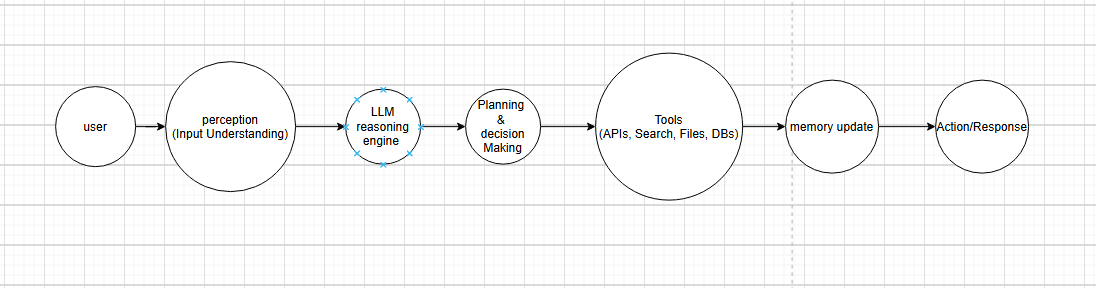 user
perception
(Input Understanding)
LLM
reasoning
engine
Planning
&
decision
Making
Tools
(APIs, Search, Files, DBs)
memory update
Action/Response